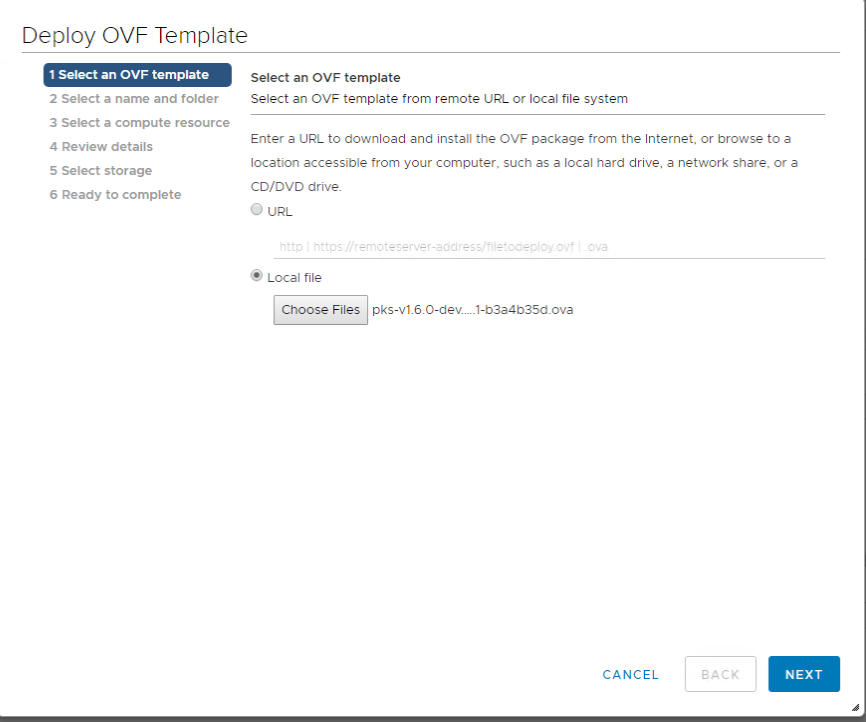 Deploy OVF Template
1 Select an OVF template
2 Select a name and folder
3 Select a compute resource
4 Review details
5 Select storage
6 Ready to complete
Select an OVF template
Select an OVF template from remote URL or local file system
Enter a URL to download and install the OVF package from the Internet, or browse to a
location accessible from your computer, such as a local hard drive, a network share, or a
CD/DVD drive.
URL
http | https://remoteserver-address/filetodeploy.ovf | .ova
Local file
Choose Files pks-v1.6.0-dev.....1-b3a4b35d.ova
CANCEL
BACK
NEXT